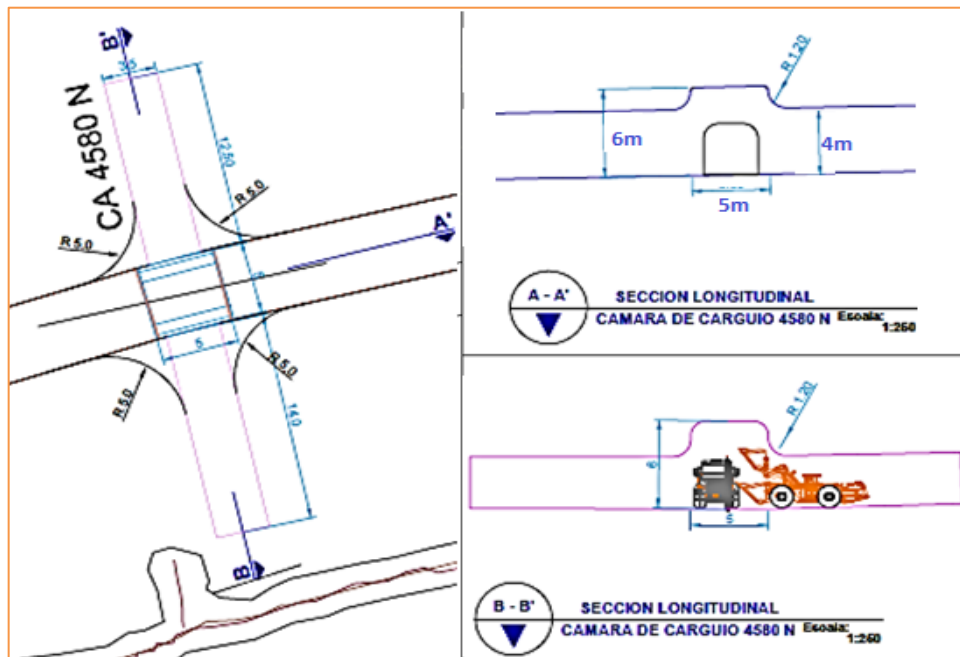 B'
3.5
CA 4580 N
12.50
R 5.0
R 5.0
A'
5
R 5.0
R 5.0
14.0
B
R 1.20
6m
4m
5m
A - A'
SECCION LONGITUDINAL
CAMARA DE CARGUIO 4580 N Escala:
1:250
R 1.20
6
5
B - B'
SECCION LONGITUDINAL
CAMARA DE CARGUIO 4580 N Escala:
1:250